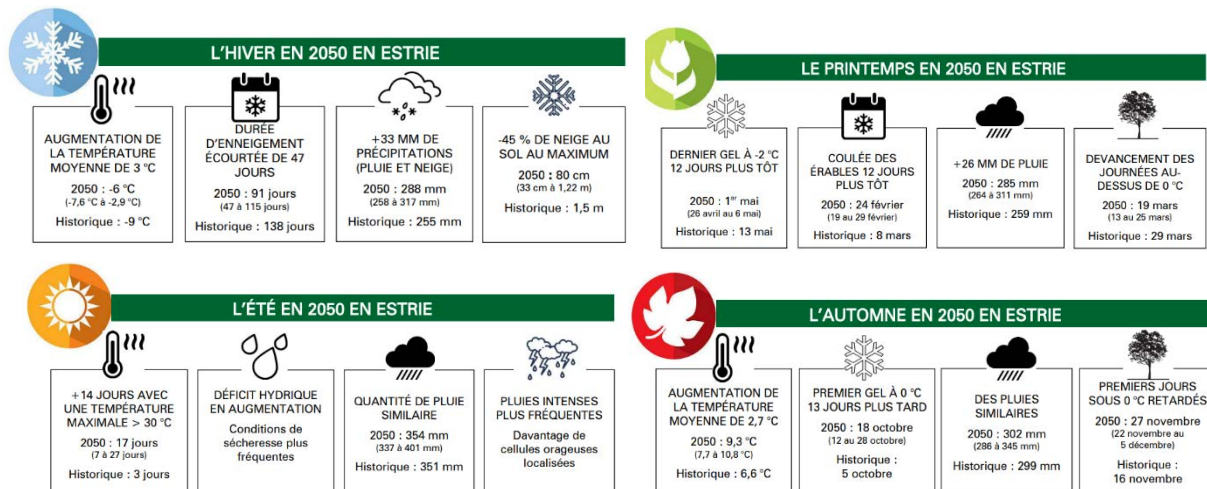 L'HIVER EN 2050 EN ESTRIE
AUGMENTATION DE
LA TEMPÉRATURE
MOYENNE DE 3 °C
2050 : -6 °C
(-7,6 °C à -2,9 °C)
Historique : -9 °C
DURÉE
D'ENNEIGEMENT
ÉCOURTÉE DE 47
JOURS
2050 : 91 jours
(47 à 115 jours)
Historique : 138 jours
+33 MM DE
PRÉCIPITATIONS
(PLUIE ET NEIGE)
2050 : 288 mm
(258 à 317 mm)
Historique : 255 mm
-45 % DE NEIGE AU
SOL AU MAXIMUM
2050 : 80 cm
(33 cm à 1,22 m)
Historique : 1,5 m
LE PRINTEMPS EN 2050 EN ESTRIE
DERNIER GEL À -2 °C
12 JOURS PLUS TÔT
2050 : 1er mai
(26 avril au 6 mai)
Historique : 13 mai
COULÉE DES
ÉRABLES 12 JOURS
PLUS TÔT
2050 : 24 février
(19 au 29 février)
Historique : 8 mars
+26 MM DE PLUIE
2050 : 285 mm
(264 à 311 mm)
Historique : 259 mm
DEVANCEMENT DES
JOURNÉES AU-
DESSUS DE 0 °C
2050 : 19 mars
(13 au 25 mars)
Historique : 29 mars
L'ÉTÉ EN 2050 EN ESTRIE
+14 JOURS AVEC
UNE TEMPÉRATURE
MAXIMALE > 30 °C
2050 : 17 jours
(7 à 27 jours)
Historique : 3 jours
DÉFICIT HYDRIQUE
EN AUGMENTATION
Conditions de
sécheresse plus
fréquentes
QUANTITÉ DE PLUIE
SIMILAIRE
2050 : 354 mm
(337 à 401 mm)
Historique : 351 mm
PLUIES INTENSES
PLUS FRÉQUENTES
Davantage de
cellules orageuses
localisées
L'AUTOMNE EN 2050 EN ESTRIE
AUGMENTATION DE
LA TEMPÉRATURE
MOYENNE DE 2,7 °C
2050 : 9,3 °C
(7,7 à 10,8 °C)
Historique : 6,6 °C
PREMIER GEL À 0 °C
13 JOURS PLUS TARD
2050 : 18 octobre
(12 au 28 octobre)
Historique :
5 octobre
DES PLUIES
SIMILAIRES
2050 : 302 mm
(286 à 345 mm)
Historique : 299 mm
PREMIERS JOURS
SOUS 0 °C RETARDÉS
2050 : 27 novembre
(22 novembre au
5 décembre)
Historique :
16 novembre